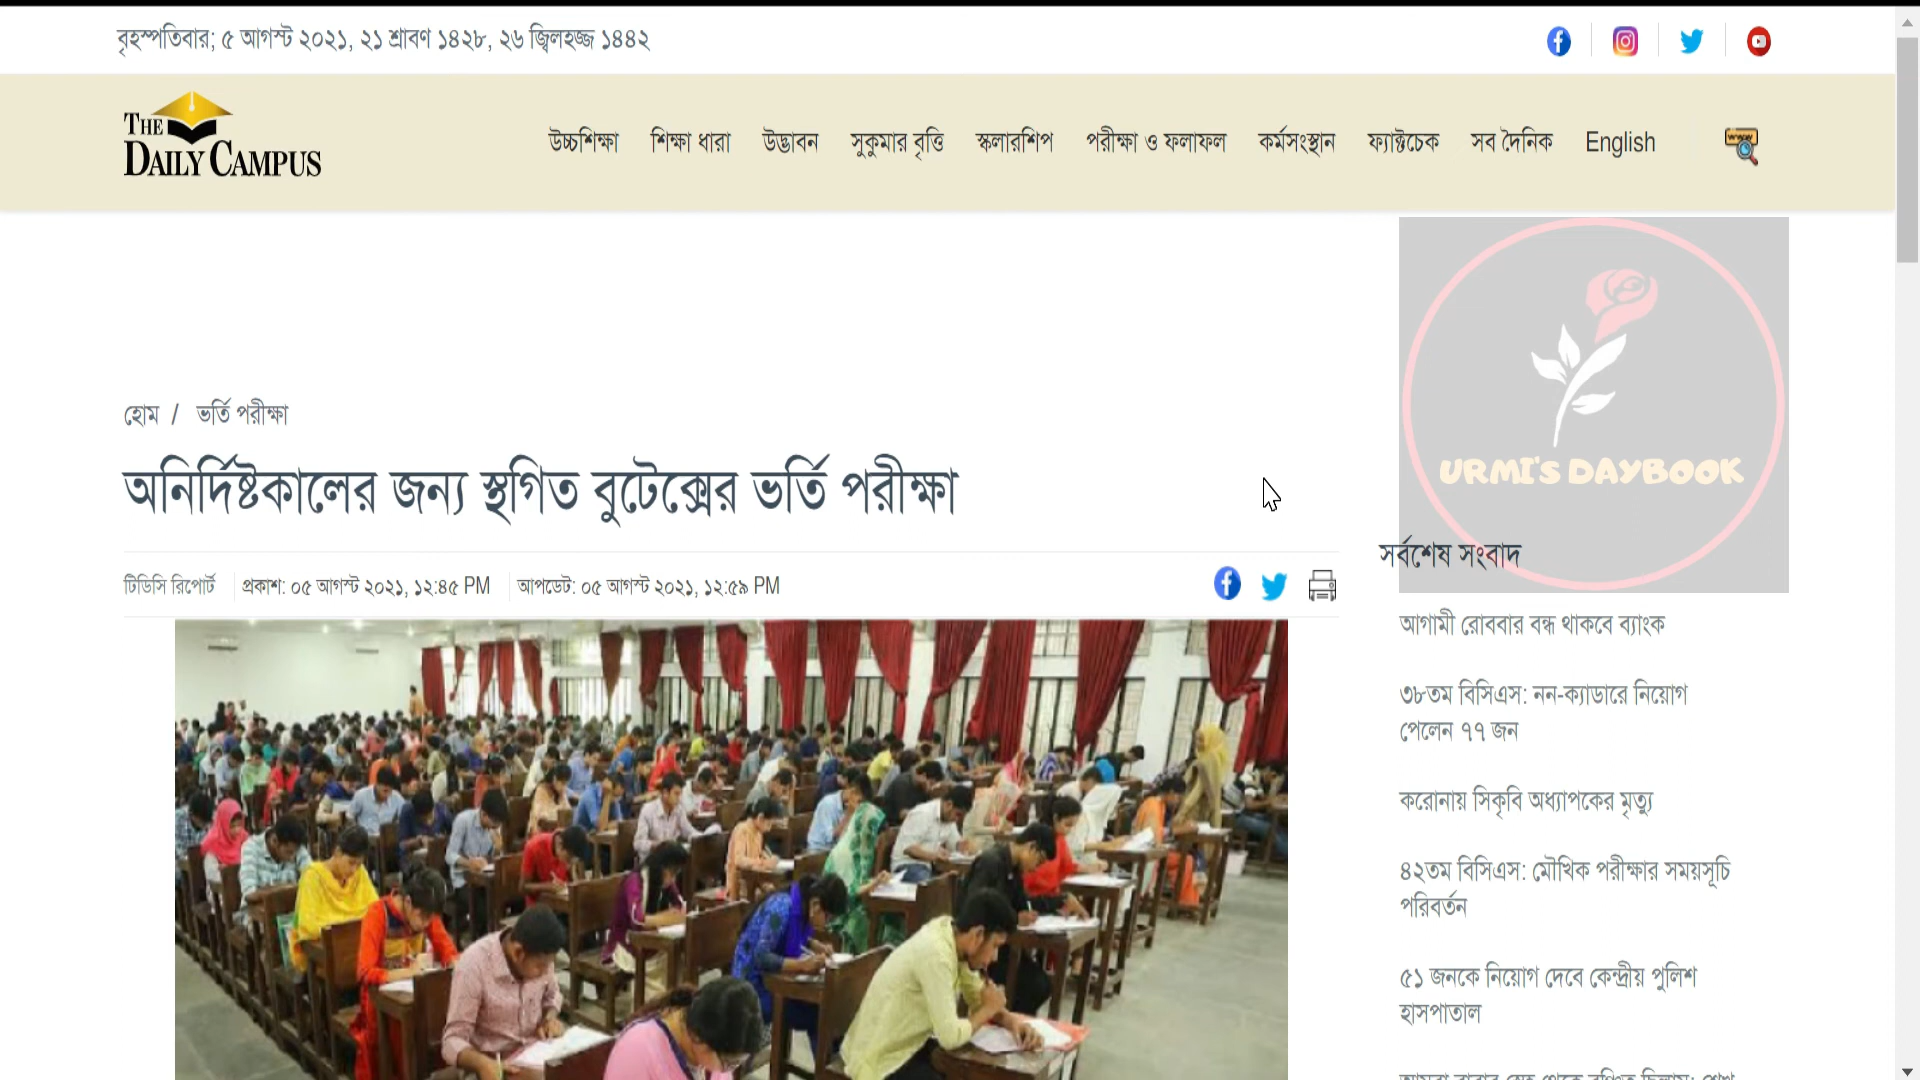 বৃহস্পতিবার; ৫ আগস্ট ২০২১, ২১ শ্রাবণ ১৪২৮, ২৬ জ্বিলহজ্জ ১৪৪২
THE
DAILY CAMPUS
উচ্চশিক্ষা শিক্ষা ধারা উদ্ভাবন সুকুমার বৃত্তি স্কলারশিপ পরীক্ষা ও ফলাফল কর্মসংস্থান ফ্যাক্টচেক সব দৈনিক English
www
হোম / ভর্তি পরীক্ষা
অনির্দিষ্টকালের জন্য স্থগিত বুটেক্সের ভর্তি পরীক্ষা
টিডিসি রিপোর্ট প্রকাশ: ০৫ আগস্ট ২০২১, ১২:৪৫ PM আপডেট: ০৫ আগস্ট ২০২১, ১২:৫৯ PM
URMI'S DAYBOOK
সর্বশেষ সংবাদ
আগামী রোববার বন্ধ থাকবে ব্যাংক
৩৮তম বিসিএস: নন-ক্যাডারে নিয়োগ
পেলেন ৭৭ জন
করোনায় সিকৃবি অধ্যাপকের মৃত্যু
৪২তম বিসিএস: মৌখিক পরীক্ষার সময়সূচি
পরিবর্তন
৫১ জনকে নিয়োগ দেবে কেন্দ্রীয় পুলিশ
হাসপাতাল